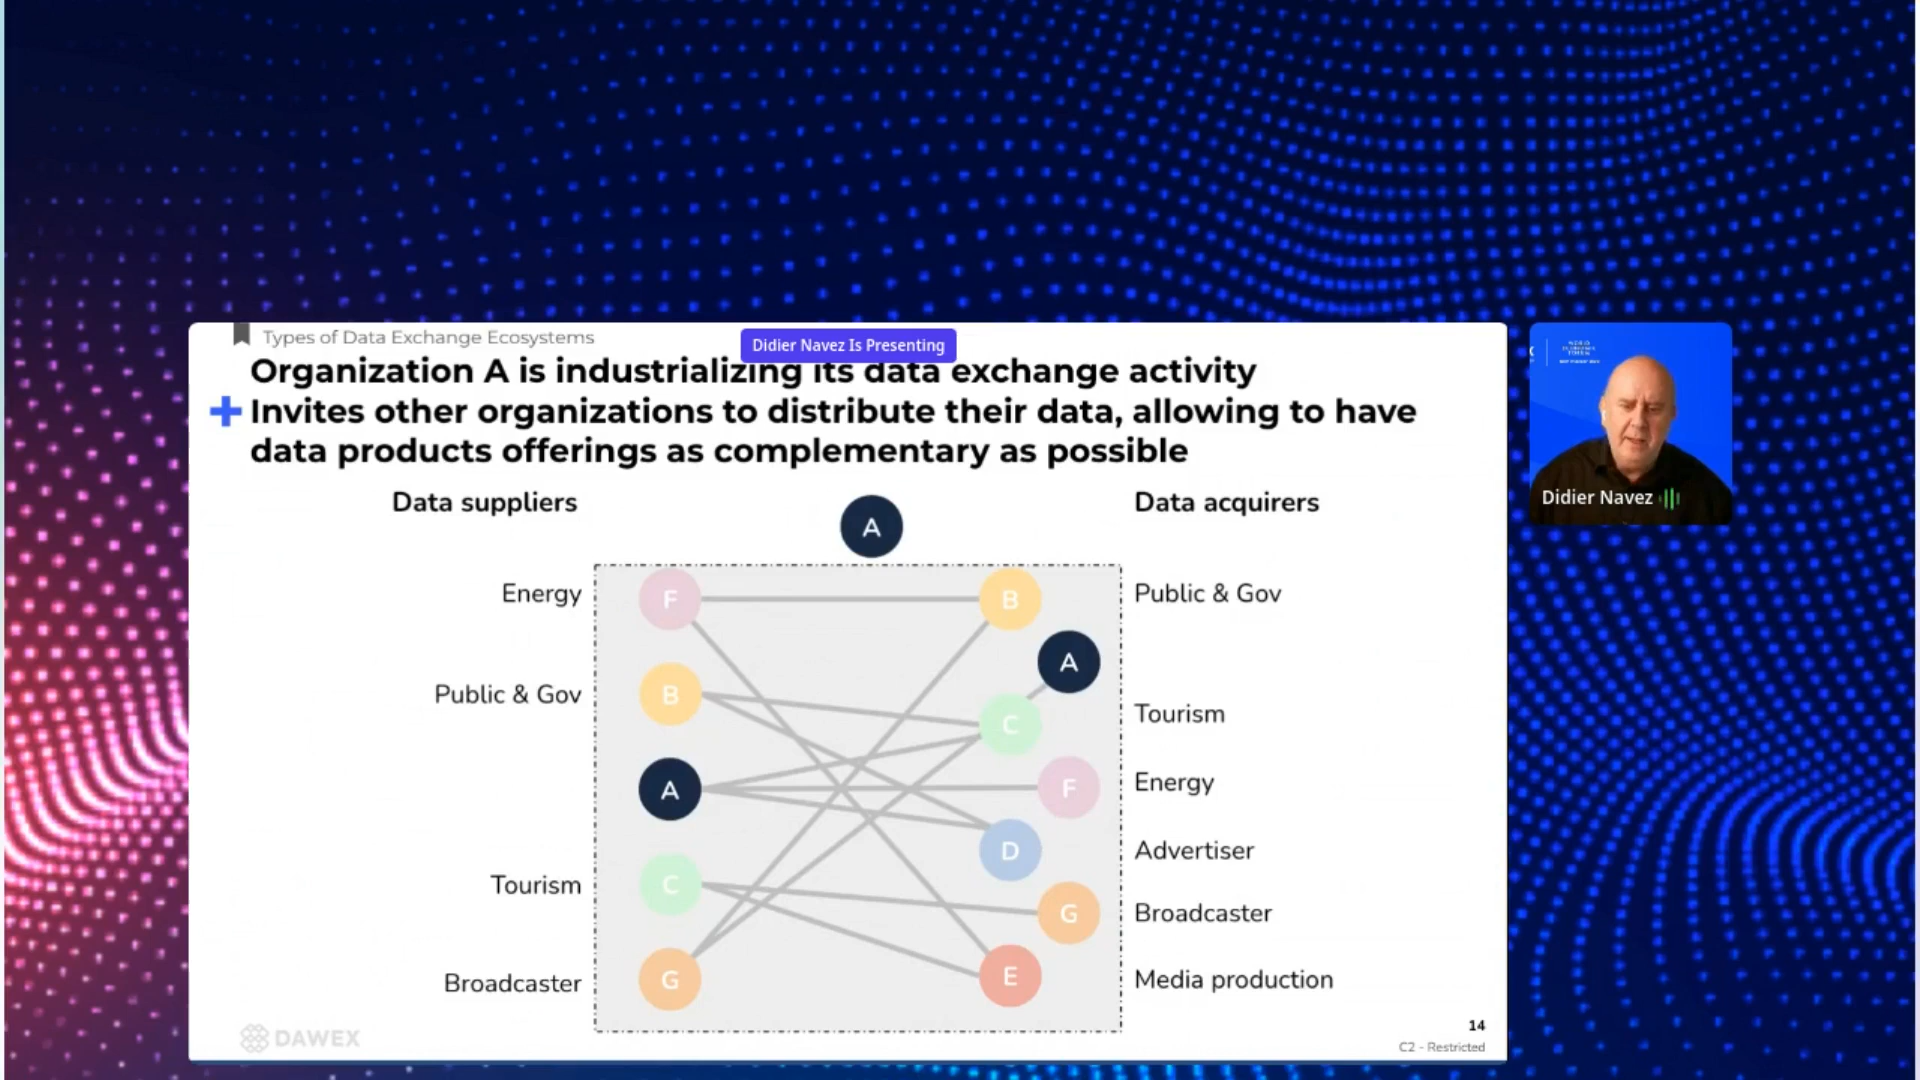 Types of Data Exchange Ecosystems
Didier Navez Is Presenting
Organization A is industrializing its data exchange activity
+ Invites other organizations to distribute their data, allowing to have
data products offerings as complementary as possible
Data suppliers
A
Data acquirers
Energy
F
B
Public & Gov
A
Public & Gov
B
C
Tourism
A
F
Energy
D
Advertiser
Tourism
C
G
Broadcaster
Broadcaster
G
E
Media production
DAWEX
14
C2 - Restricted
Didier Navez